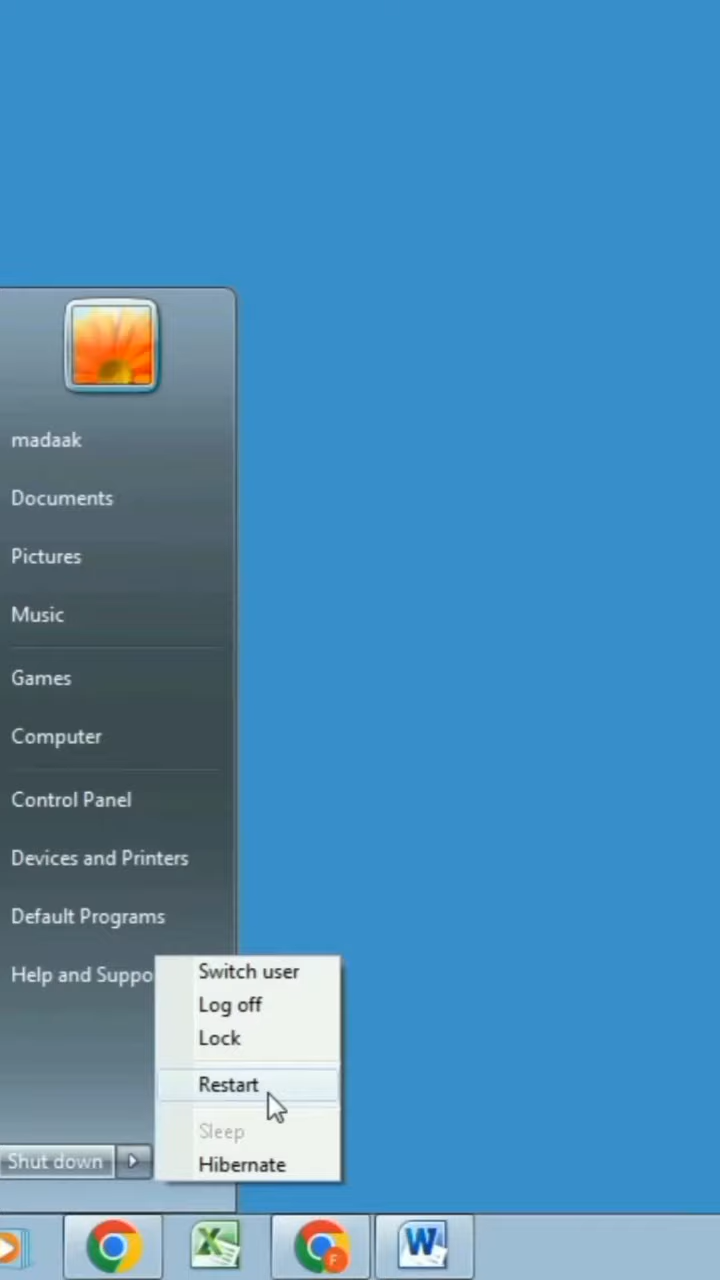 madaak
Documents
Pictures
Music
Games
Computer
Control Panel
Devices and Printers
Default Programs
Help and Suppo
Switch user
Log off
Lock
Restart
Sleep
Hibernate
Shut down